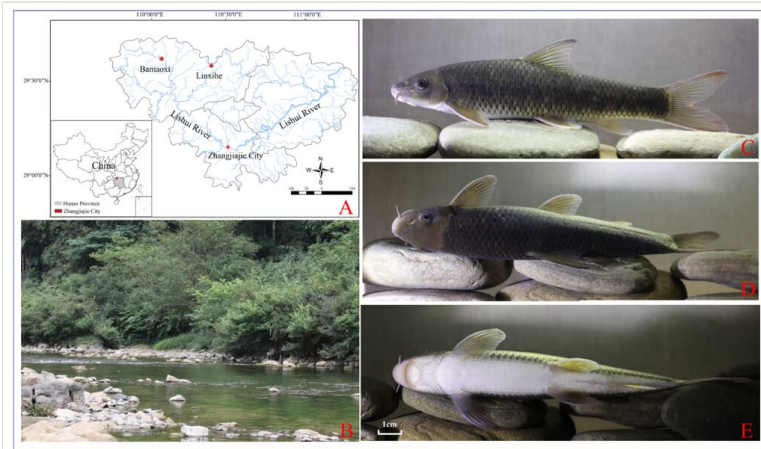 110°0'0"E 110°30'0"E 111°0'0"E
29°30'0"N
29°0'0"N
Bamaoxi
Linxihe
Lishui River
Lishui River
Zhangjiajie City
China
N
W E
S
Hunan Province
Zhangjiajie City
A
B
C
D
1cm
E